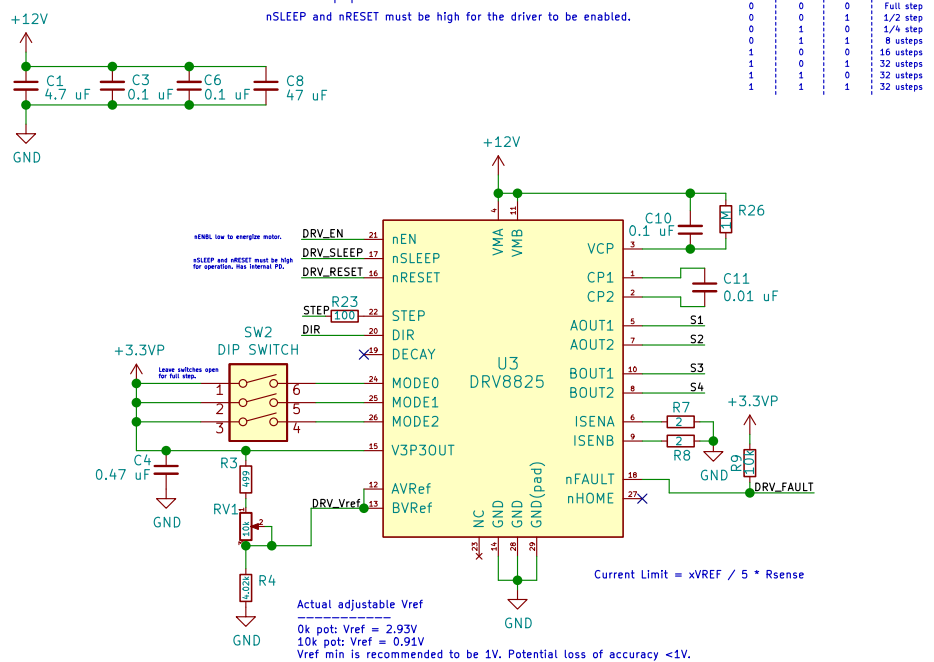 nSLEEP and nRESET must be high for the driver to be enabled.
0 0 0 Full step
0 0 1 1/2 step
0 1 0 1/4 step
0 1 1 8 usteps
1 0 0 16 usteps
1 0 1 32 usteps
1 1 0 32 usteps
1 1 1 32 usteps
+12V
C1
4.7 uF
C3
0.1 uF
C6
0.1 uF
C8
47 uF
GND
+12V
4
11
VMA
VMB
C10
0.1 uF
R26
1M
nENBL low to energize motor.
nSLEEP and nRESET must be high
for operation. Has internal PD.
DRV_EN 21 nEN
DRV_SLEEP 17 nSLEEP
DRV_RESET 16 nRESET
STEP R23 100 22 STEP
DIR 20 DIR
19 DECAY
SW2
DIP SWITCH
+3.3VP
Leave switches open
for full step.
1 6 24 MODE0
2 5 25 MODE1
3 4 26 MODE2
15 V3P3OUT
C4
0.47 uF
GND
R3
499
RV1
10k
1
2
3
DRV_Vref
12 AVRef
13 BVRef
R4
4.02k
GND
U3
DRV8825
VCP 3
CP1 1
CP2 2
C11
0.01 uF
AOUT1 5 S1
AOUT2 7 S2
BOUT1 10 S3
BOUT2 8 S4
ISENA 6 R7 2
ISENB 9 R8 2
GND
+3.3VP
R9
10k
nFAULT 18 DRV_FAULT
nHOME 27
NC
GND
GND
GND(pad)
23
14
28
29
GND
Current Limit = xVREF / 5 * Rsense
Actual adjustable Vref
-----------
0k pot: Vref = 2.93V
10k pot: Vref = 0.91V
Vref min is recommended to be 1V. Potential loss of accuracy <1V.